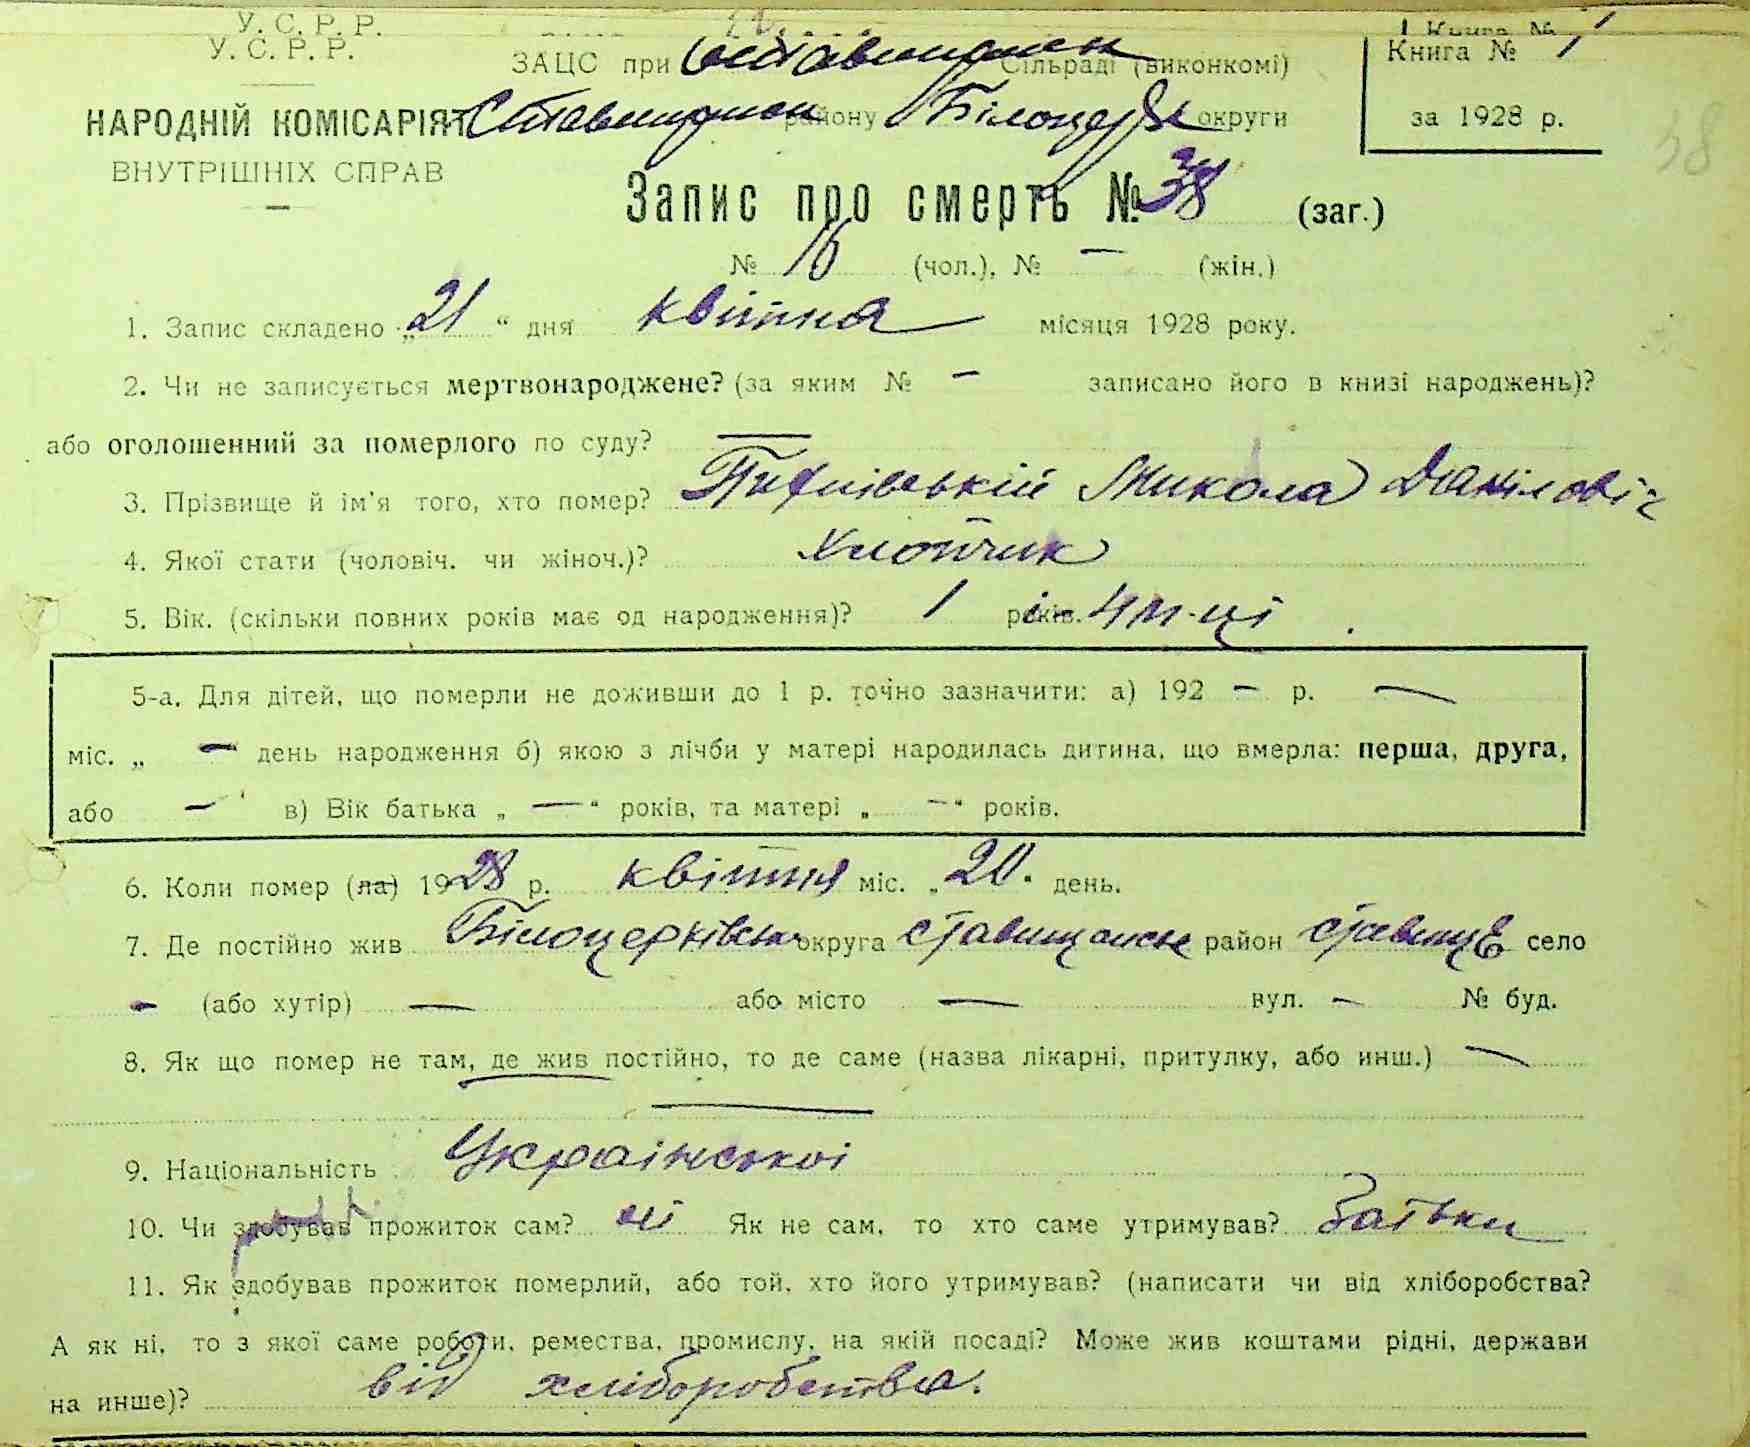 У. С. Р. Р.
У. С. Р. Р.
ЗАЦС при Сільраді (виконкомі)
Книга № 1
НАРОДНІЙ КОМІСАРІЯТ Ставищанськ району Білоцерк округи
за 1928 р.
38
ВНУТРІШНІХ СПРАВ
Запис про смерть № 38 (заг.)
№ 16 (чол.), № — (жін.)
1. Запис складено „21“ дня квітня місяця 1928 року.
2. Чи не записується мертвонароджене? (за яким № — записано його в книзі народжень)?
або оголошенний за померлого по суду? —
3. Прізвище й ім'я того, хто помер? Микола Даніловіч
4. Якої стати (чоловіч. чи жіноч.)? Хлопчик
5. Вік. (скільки повних років має од народження)? 1 років. і 4 м-ці.
5-а. Для дітей, що померли не доживши до 1 р. точно зазначити: а) 192 — р. —
міс. „ — день народження б) якою з лічби у матері народилась дитина, що вмерла: перша, друга,
або — в) Вік батька „ — “ років, та матері „ — “ років.
6. Коли помер (ла) 1928 р. квітня міс. „20. день.
7. Де постійно жив Білоцерківськ округа Ставищанськ район Ставище село
— (або хутір) — або місто — вул. — № буд.
8. Як що помер не там, де жив постійно, то де саме (назва лікарні, притулку, або инш.) —
—
9. Національність Української
10. Чи здобував прожиток сам? ні Як не сам, то хто саме утримував? Батьки
11. Як здобував прожиток померлий, або той, хто його утримував? (написати чи від хліборобства?
А як ні, то з якої саме роботи, ремества, промислу, на якій посаді? Може жив коштами рідні, держави
на инше)? від хліборобства.